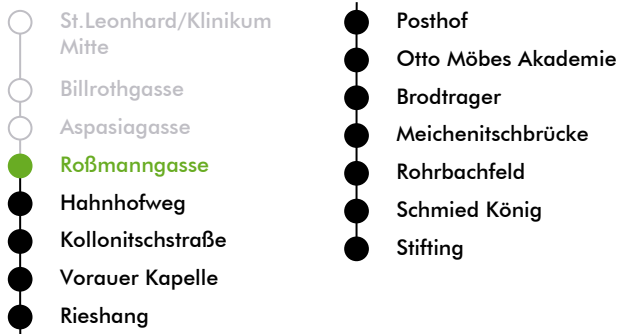 St.Leonhard/Klinikum
Mitte
Billrothgasse
Aspasiagasse
Roßmanngasse
Hahnhofweg
Kollonitschstraße
Vorauer Kapelle
Rieshang
Posthof
Otto Möbes Akademie
Brodtrager
Meichenitschbrücke
Rohrbachfeld
Schmied König
Stifting